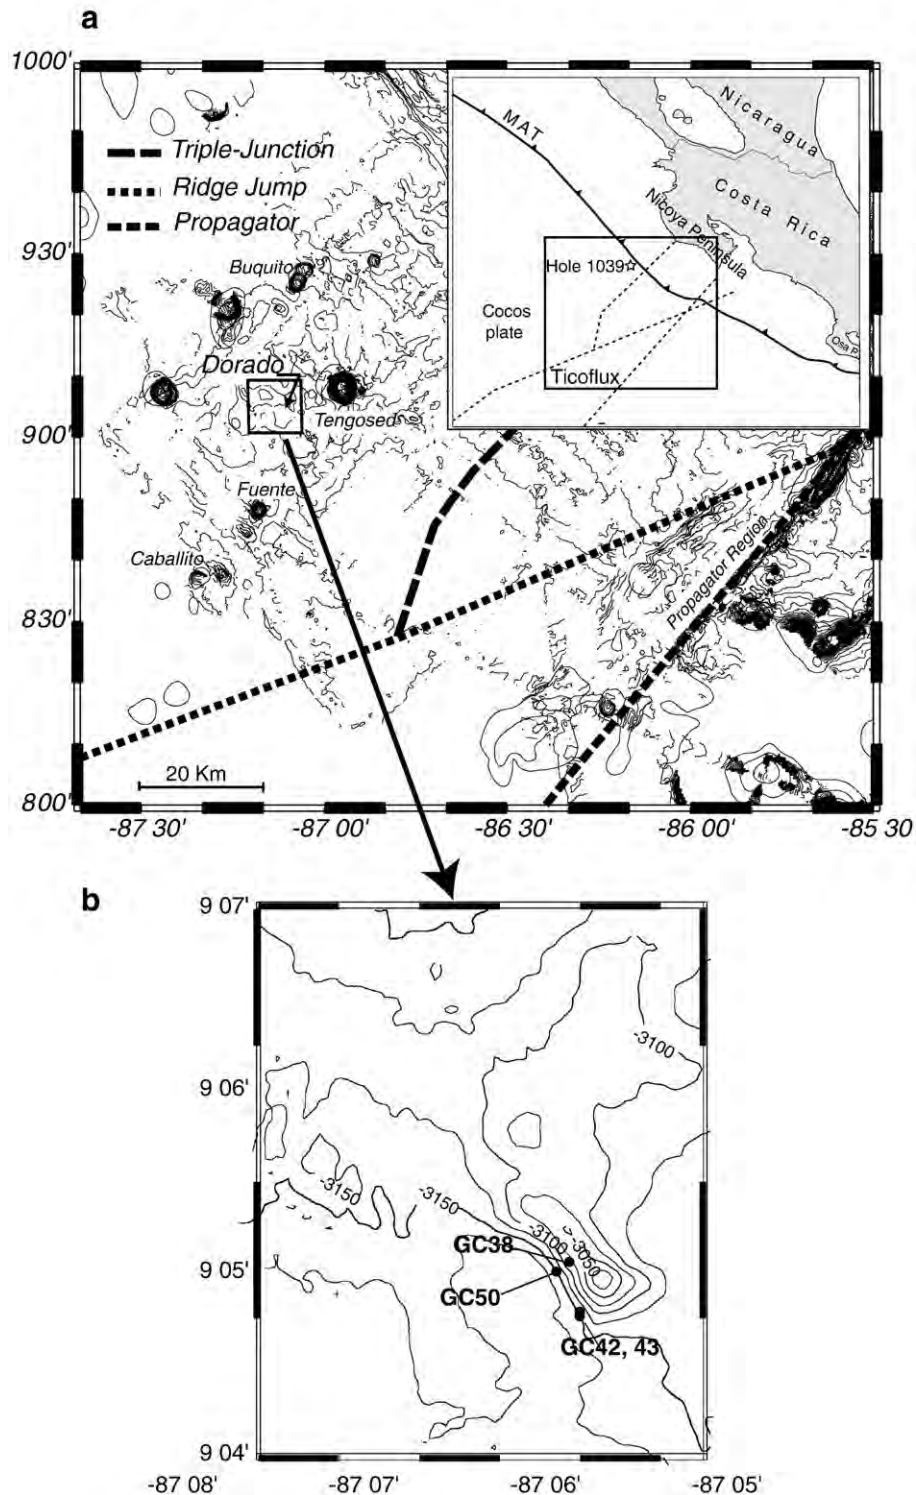 a
1000'
930'
900'
830'
800'
Triple-Junction
Ridge Jump
Propagator
Buquito
Dorado
Tengosed
Fuente
Caballito
20 Km
Propagator Region
MAT
Nicaragua
Costa Rica
Nicoya Peninsula
Hole 1039
Cocos
plate
Ticoflux
Osa P
-87 30'
-87 00'
-86 30'
-86 00'
-85 30'
b
9 07'
9 06'
9 05'
9 04'
-3100
-3150
-3150
-3100
-3050
GC38
GC50
GC42, 43
-87 08'
-87 07'
-87 06'
-87 05'